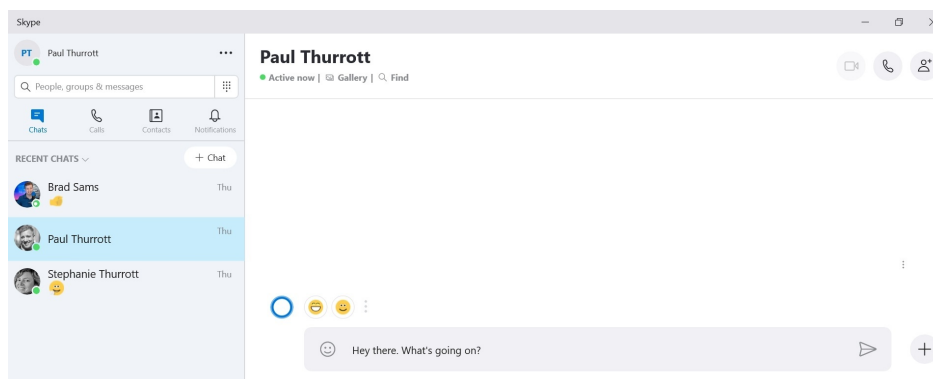 Skype
PT Paul Thurrott
People, groups & messages
Chats Calls Contacts Notifications
RECENT CHATS + Chat
Brad Sams Thu
Paul Thurrott Thu
Stephanie Thurrott Thu
Paul Thurrott
Active now | Gallery | Find
Hey there. What's going on?